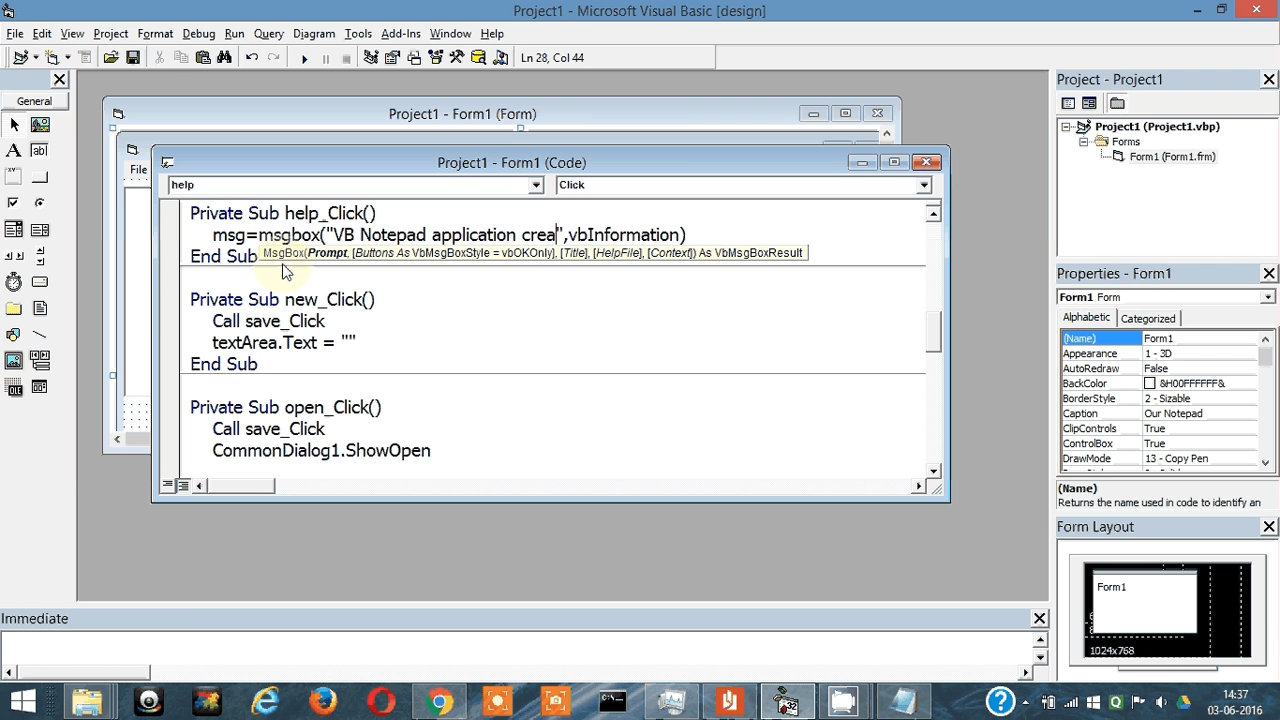 Project1 - Microsoft Visual Basic [design]
File Edit View Project Format Debug Run Query Diagram Tools Add-Ins Window Help
Ln 28, Col 44
General
Project1 - Form1 (Form)
File
Project1 - Form1 (Code)
help Click
Private Sub help_Click()
msg=msgbox("VB Notepad application crea",vbInformation)
End Sub
MsgBox(Prompt, [Buttons As VbMsgBoxStyle = vbOKOnly], [Title], [HelpFile], [Context]) As VbMsgBoxResult
Private Sub new_Click()
Call save_Click
textArea.Text = ""
End Sub
Private Sub open_Click()
Call save_Click
CommonDialog1.ShowOpen
Project - Project1
Project1 (Project1.vbp)
Forms
Form1 (Form1.frm)
Properties - Form1
Form1 Form
Alphabetic Categorized
(Name) Form1
Appearance 1 - 3D
AutoRedraw False
BackColor &H00FFFFFF&
BorderStyle 2 - Sizable
Caption Our Notepad
ClipControls True
ControlBox True
DrawMode 13 - Copy Pen
(Name)
Returns the name used in code to identify an
Form Layout
Form1
1024x768
Immediate
14:37
03-06-2016